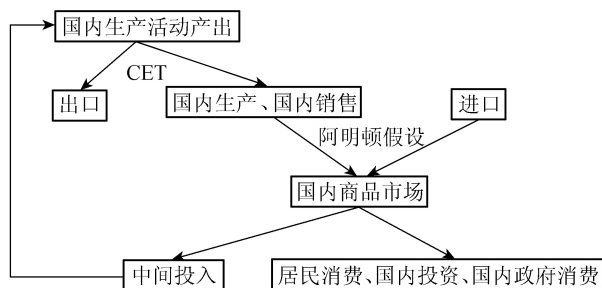 国内生产活动产出
CET
出口
国内生产、国内销售
进口
阿明顿假设
国内商品市场
中间投入
居民消费、国内投资、国内政府消费